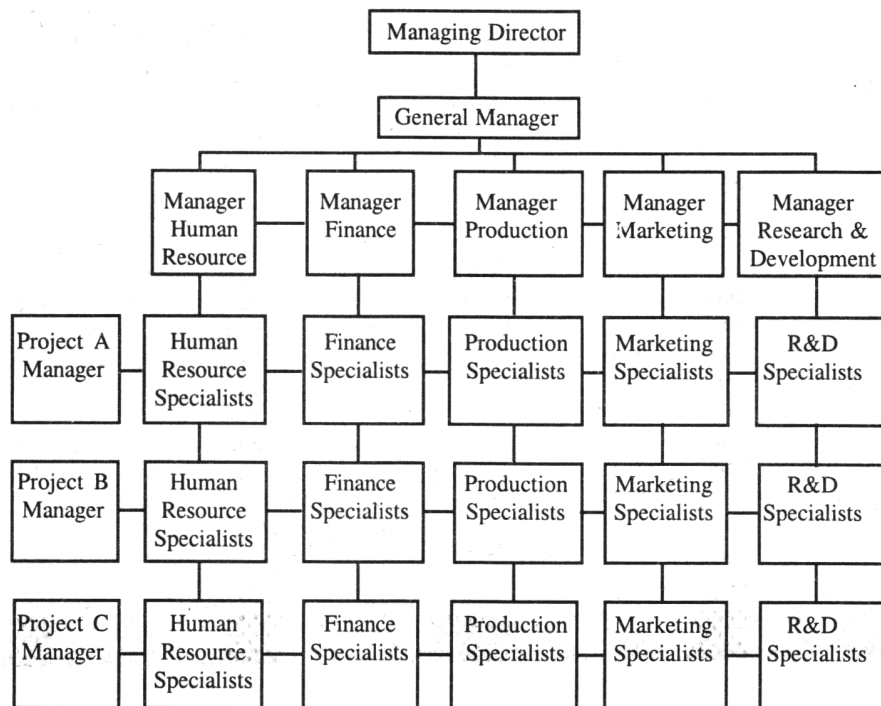 Managing Director
General Manager
Manager
Human
Resource
Manager
Finance
Manager
Production
Manager
Marketing
Manager
Research &
Development
Project A
Manager
Human
Resource
Specialists
Finance
Specialists
Production
Specialists
Marketing
Specialists
R&D
Specialists
Project B
Manager
Human
Resource
Specialists
Finance
Specialists
Production
Specialists
Marketing
Specialists
R&D
Specialists
Project C
Manager
Human
Resource
Specialists
Finance
Specialists
Production
Specialists
Marketing
Specialists
R&D
Specialists